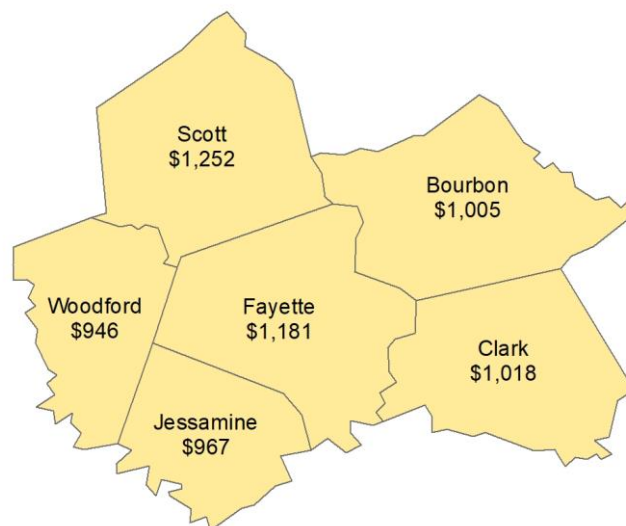 Scott
$1,252
Bourbon
$1,005
Woodford
$946
Fayette
$1,181
Clark
$1,018
Jessamine
$967